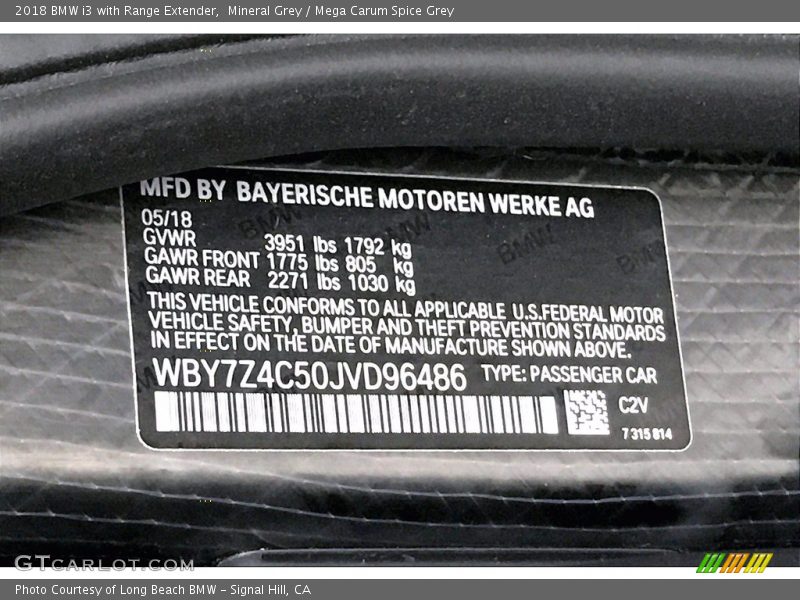 2018 BMW i3 with Range Extender,  Mineral Grey / Mega Carum Spice Grey
MFD BY BAYERISCHE MOTOREN WERKE AG
05/18
GVWR 3951 lbs 1792 kg
GAWR FRONT 1775 lbs 805 kg
GAWR REAR 2271 lbs 1030 kg
THIS VEHICLE CONFORMS TO ALL APPLICABLE U.S.FEDERAL MOTOR
VEHICLE SAFETY, BUMPER AND THEFT PREVENTION STANDARDS
IN EFFECT ON THE DATE OF MANUFACTURE SHOWN ABOVE.
WBY7Z4C50JVD96486 TYPE: PASSENGER CAR
C2V
7 315 814
GTCARLOT.COM
Photo Courtesy of Long Beach BMW - Signal Hill, CA